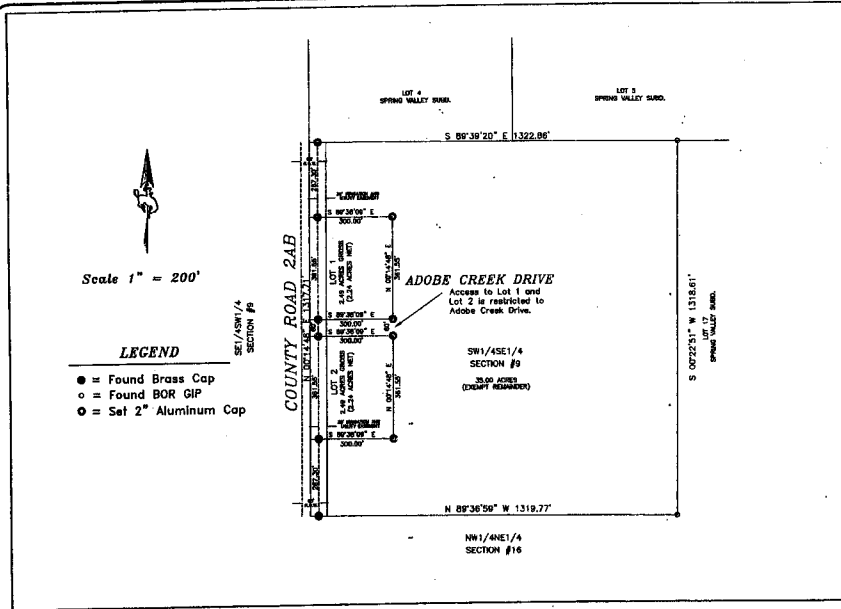 LOT 4
SPRING VALLEY SUBD.
LOT 5
SPRING VALLEY SUBD.
S 89°39'20" E 1322.86'
Scale 1" = 200'
LEGEND
● = Found Brass Cap
○ = Found BOR GIP
= Set 2" Aluminum Cap
SE1/4SW1/4
SECTION #9
COUNTY ROAD 2AB
N 00°14'48" E 1317.71'
S 89°36'09" E
300.00'
LOT 1
2.49 ACRES GROSS
(2.24 ACRES NET)
N 00°14'48" E
361.55'
361.55'
ADOBE CREEK DRIVE
Access to Lot 1 and
Lot 2 is restricted to
Adobe Creek Drive.
S 89°36'09" E
300.00'
60'
60'
S 89°36'09" E
300.00'
LOT 2
2.49 ACRES GROSS
(2.24 ACRES NET)
N 00°14'48" E
361.55'
361.55'
S 89°36'09" E
300.00'
SW1/4SE1/4
SECTION #9
35.00 ACRES
(EXEMPT REMAINDER)
S 00°22'51" W 1318.61'
LOT 17
SPRING VALLEY SUBD.
N 89°36'59" W 1319.77'
NW1/4NE1/4
SECTION #16